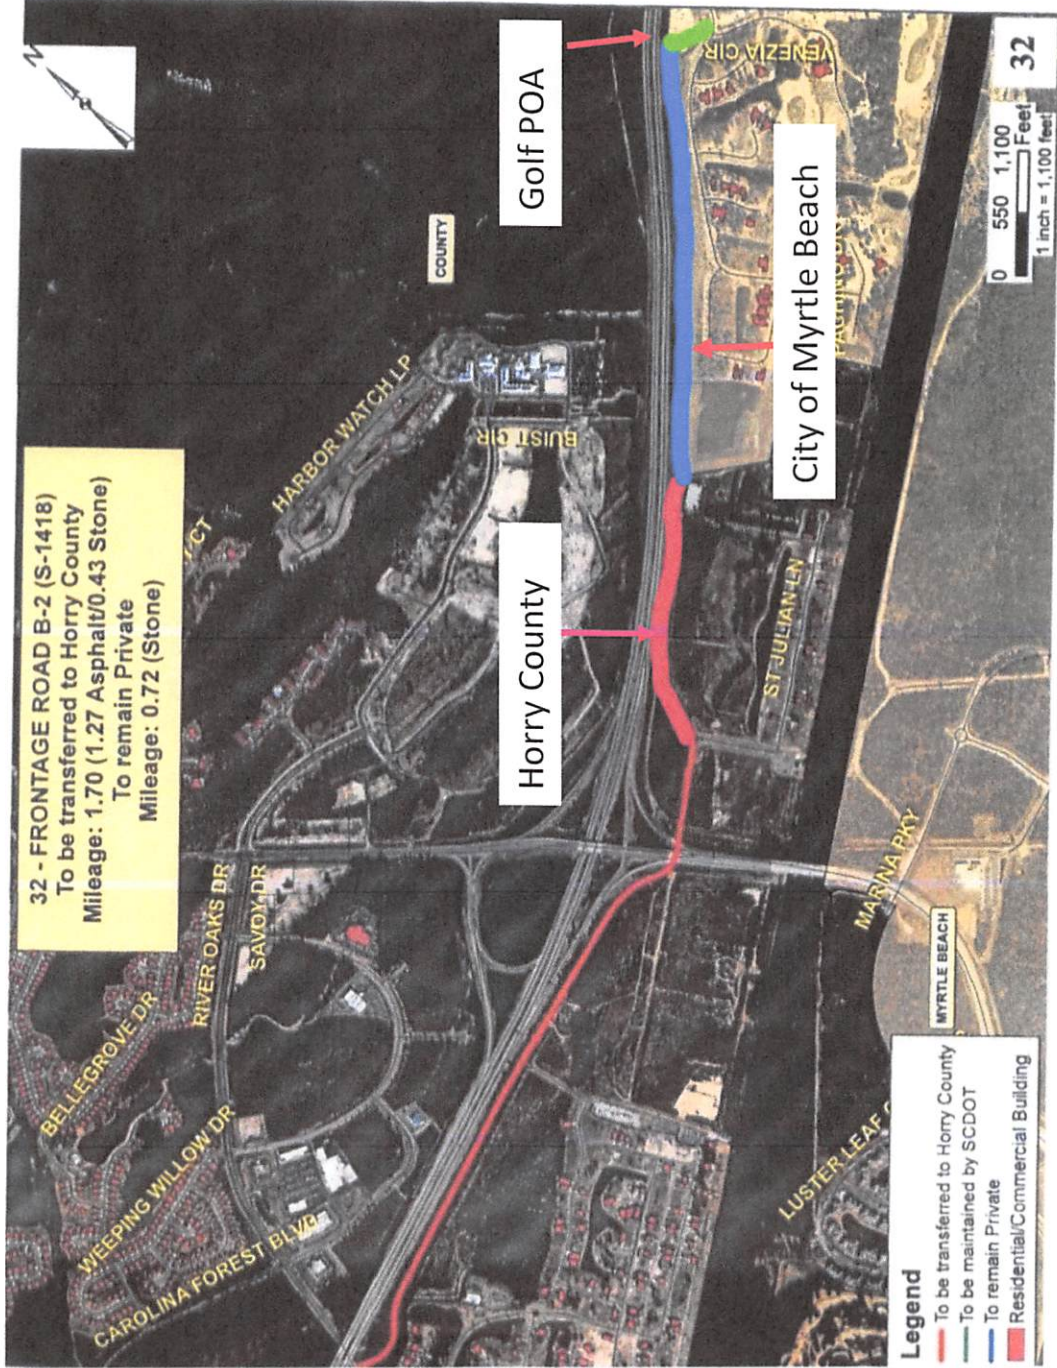 32 - FRONTAGE ROAD B-2 (S-1418)
To be transferred to Horry County
Mileage: 1.70 (1.27 Asphalt/0.43 Stone)
To remain Private
Mileage: 0.72 (Stone)
N
COUNTY
Golf POA
VENEZIA CIR
32
HARBOR WATCH LP
BUIST CIR
CT
City of Myrtle Beach
Horry County
ST JULIAN LN
RIVER OAKS DR
SAVOY DR
BELLEGROVE DR
WEEPING WILLOW DR
CAROLINA FOREST BLVD
MARINA PKY
MYRTLE BEACH
LUSTER LEAF
0 550 1,100
Feet
1 inch = 1,100 feet
Legend
To be transferred to Horry County
To be maintained by SCDOT
To remain Private
Residential/Commercial Building